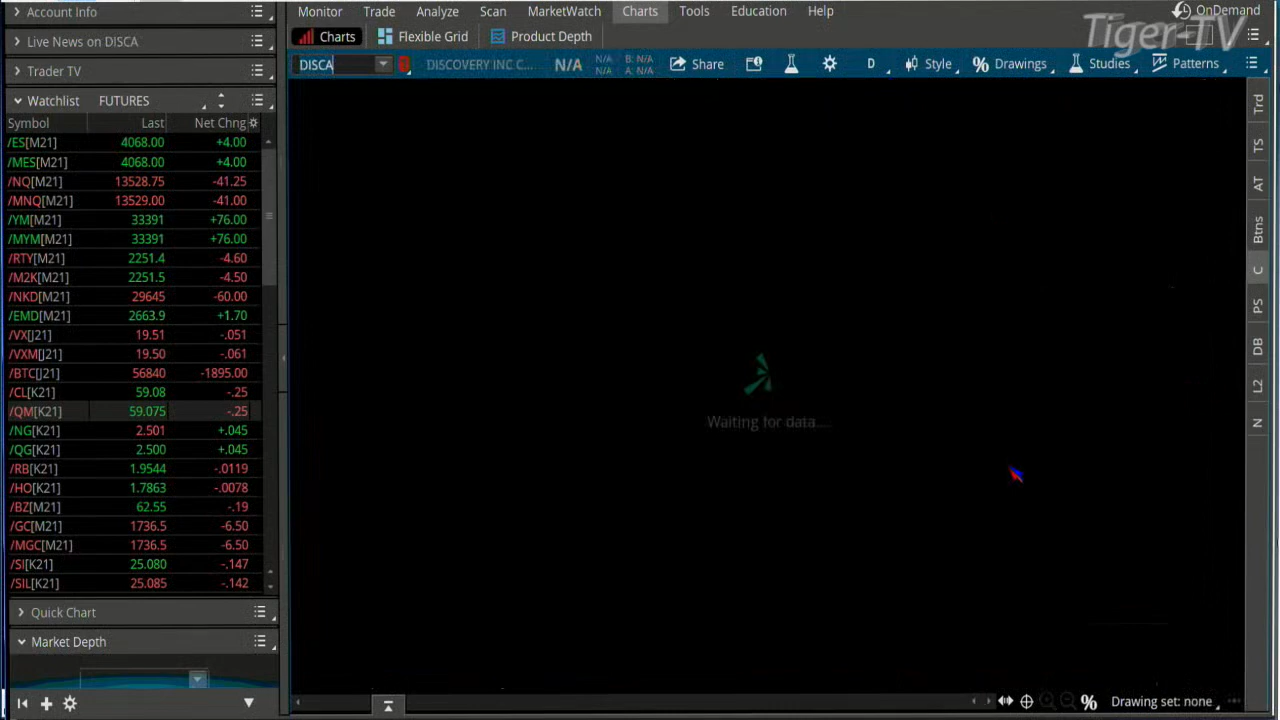 Account Info
Live News on DISCA
Trader TV
Watchlist FUTURES
Symbol Last Net Chng
/ES[M21] 4068.00 +4.00
/MES[M21] 4068.00 +4.00
/NQ[M21] 13528.75 -41.25
/MNQ[M21] 13529.00 -41.00
/YM[M21] 33391 +76.00
/MYM[M21] 33391 +76.00
/RTY[M21] 2251.4 -4.60
/M2K[M21] 2251.5 -4.50
/NKD[M21] 29645 -60.00
/EMD[M21] 2663.9 +1.70
/VX[J21] 19.51 -.051
/VXM[J21] 19.50 -.061
/BTC[J21] 56840 -1895.00
/CL[K21] 59.08 -.25
/QM[K21] 59.075 -.25
/NG[K21] 2.501 +.045
/QG[K21] 2.500 +.045
/RB[K21] 1.9544 -.0119
/HO[K21] 1.7863 -.0078
/BZ[M21] 62.55 -.19
/GC[M21] 1736.5 -6.50
/MGC[M21] 1736.5 -6.50
/SI[K21] 25.080 -.147
/SIL[K21] 25.085 -.142
Quick Chart
Market Depth
Monitor Trade Analyze Scan MarketWatch Charts Tools Education Help
OnDemand
Tiger-TV
Charts Flexible Grid Product Depth
DISCA DISCOVERY INC C... N/A N/A B: N/A Share D Style % Drawings Studies Patterns
N/A A: N/A
Waiting for data...
Trd
TS
AT
Btns
C
PS
DB
L2
N
% Drawing set: none